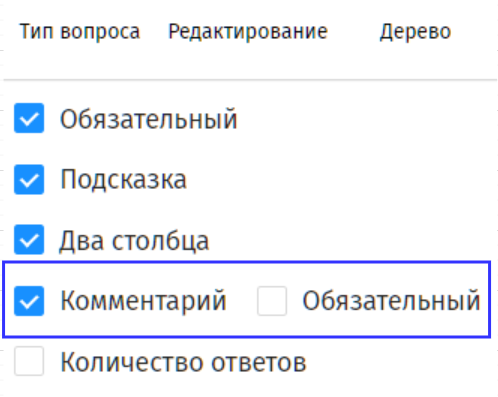 Тип вопроса Редактирование Дерево
Обязательный
Подсказка
Два столбца
Комментарий Обязательный
Количество ответов